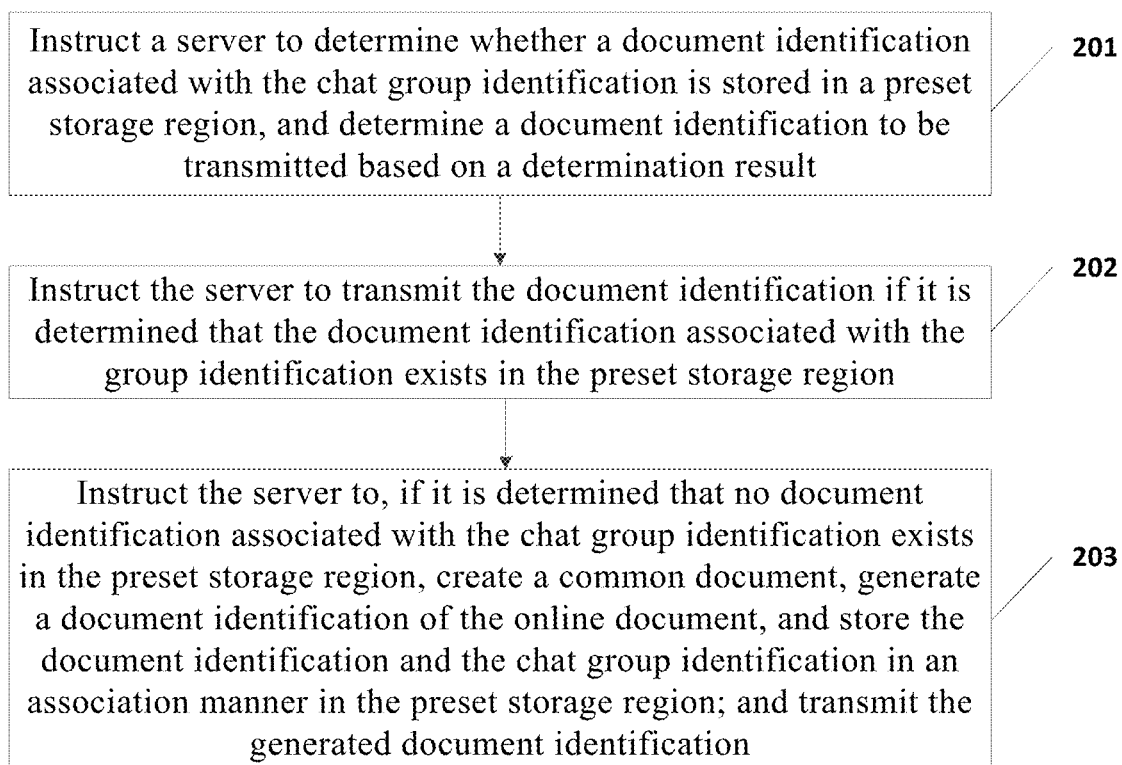 Instruct a server to determine whether a document identification
associated with the chat group identification is stored in a preset
storage region, and determine a document identification to be
transmitted based on a determination result
201
Instruct the server to transmit the document identification if it is
determined that the document identification associated with the
group identification exists in the preset storage region
202
Instruct the server to, if it is determined that no document
identification associated with the chat group identification exists
in the preset storage region, create a common document, generate
a document identification of the online document, and store the
document identification and the chat group identification in an
association manner in the preset storage region; and transmit the
generated document identification
203